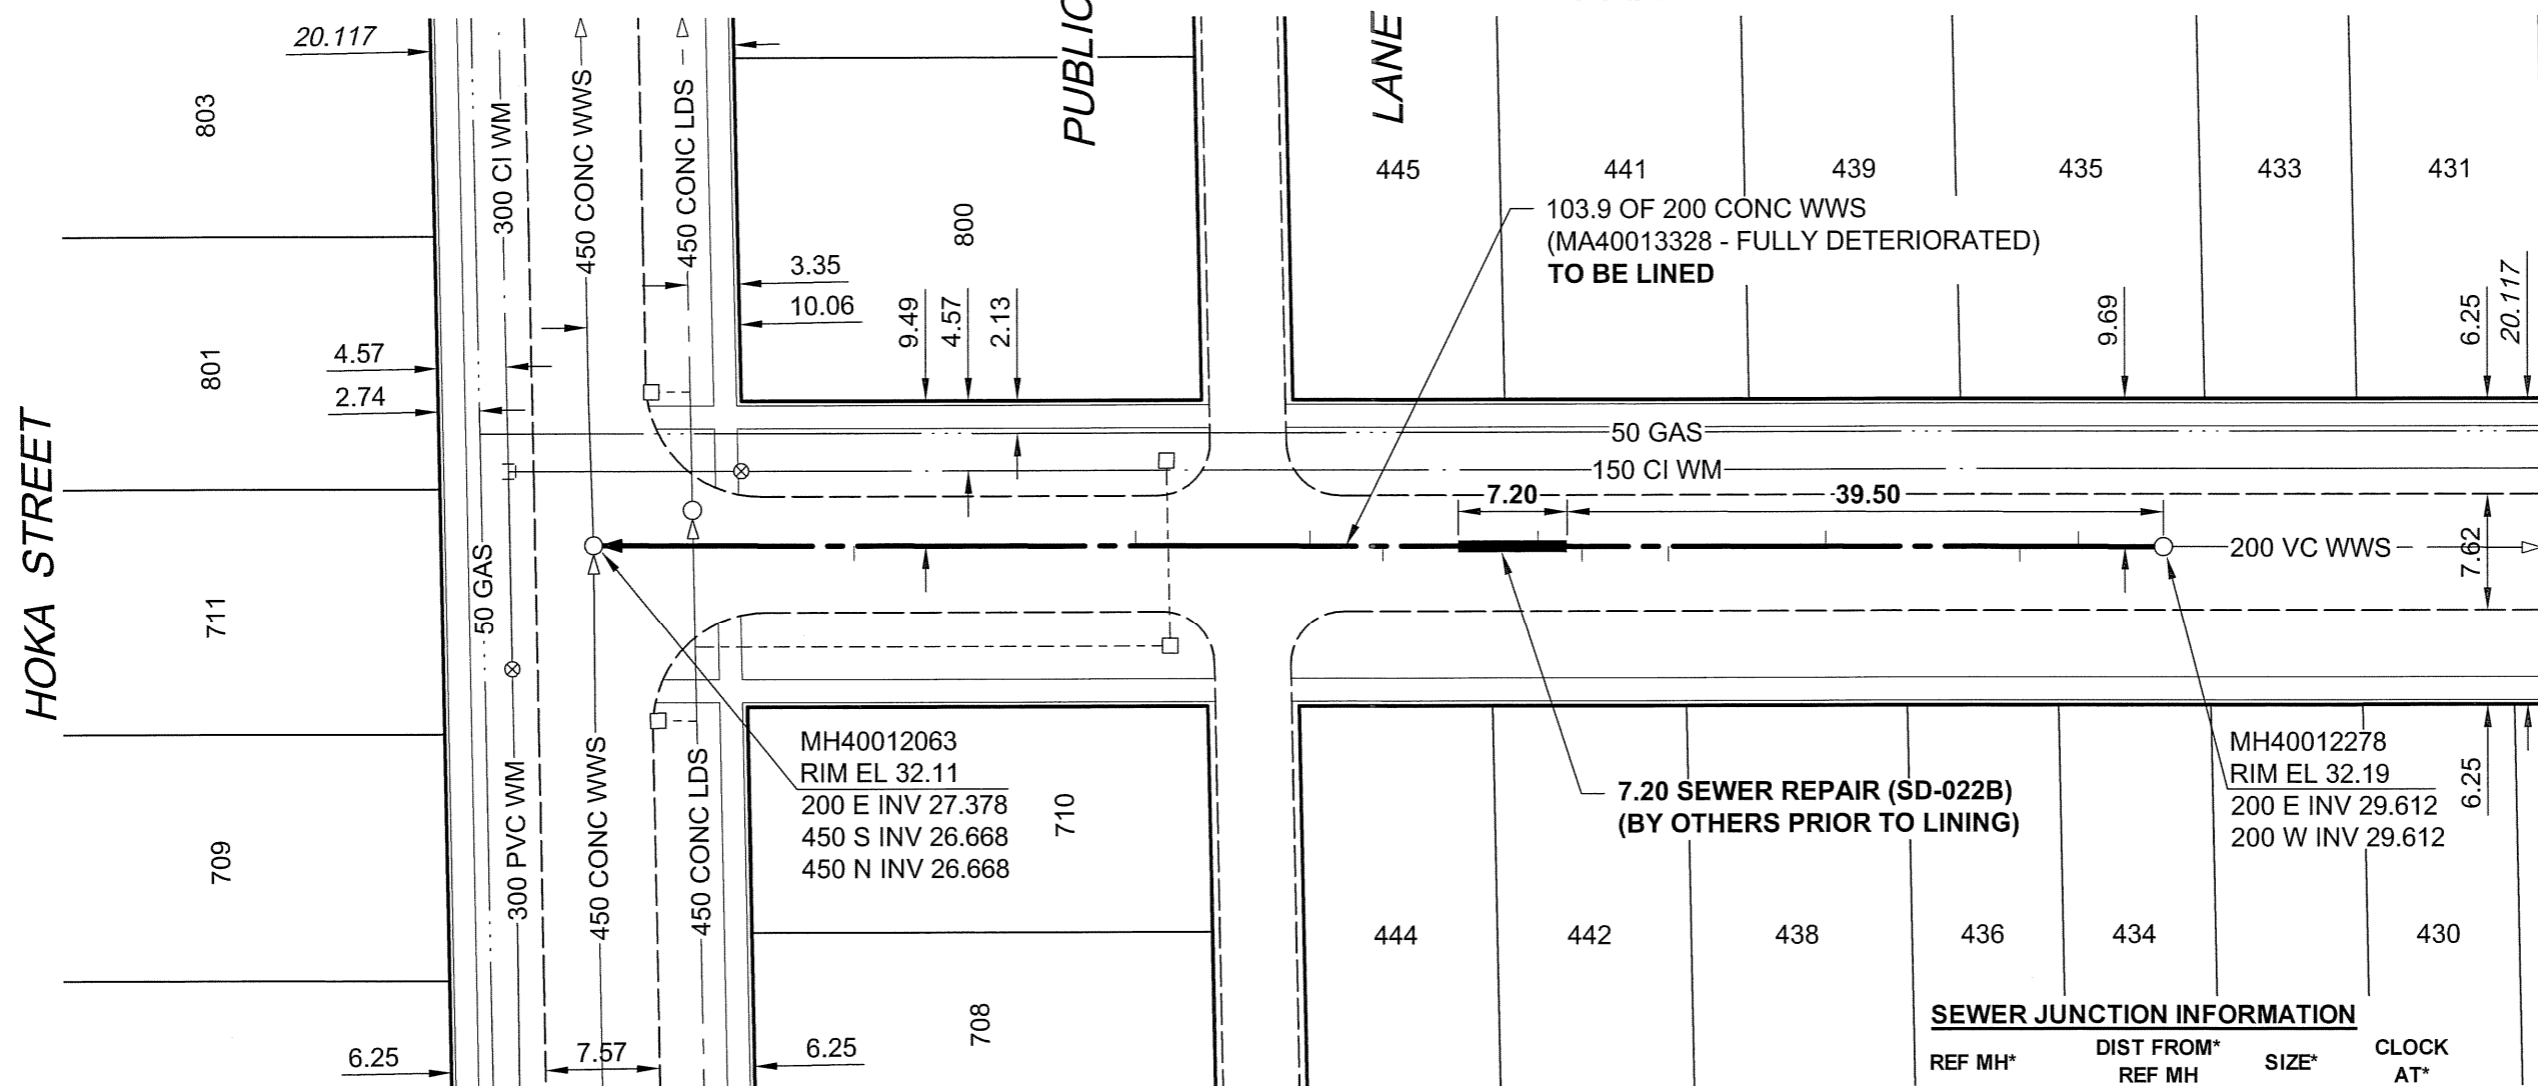 20.117
803
300 CI WM
450 CONC WWS
450 CONC LDS
PUBLIC
LANE
800
445
441
439
435
433
431
103.9 OF 200 CONC WWS
(MA40013328 - FULLY DETERIORATED)
TO BE LINED
3.35
10.06
9.49
4.57
2.13
9.69
6.25
20.117
801
4.57
2.74
HOKA STREET
50 GAS
150 CI WM
7.20
39.50
200 VC WWS
7.62
50 GAS
711
709
300 PVC WM
450 CONC WWS
450 CONC LDS
MH40012063
RIM EL 32.11
200 E INV 27.378
450 S INV 26.668
450 N INV 26.668
710
7.20 SEWER REPAIR (SD-022B)
(BY OTHERS PRIOR TO LINING)
MH40012278
RIM EL 32.19
200 E INV 29.612
200 W INV 29.612
6.25
444
442
438
436
434
430
708
6.25
7.57
6.25
SEWER JUNCTION INFORMATION
REF MH*
DIST FROM*
REF MH
SIZE*
CLOCK
AT*